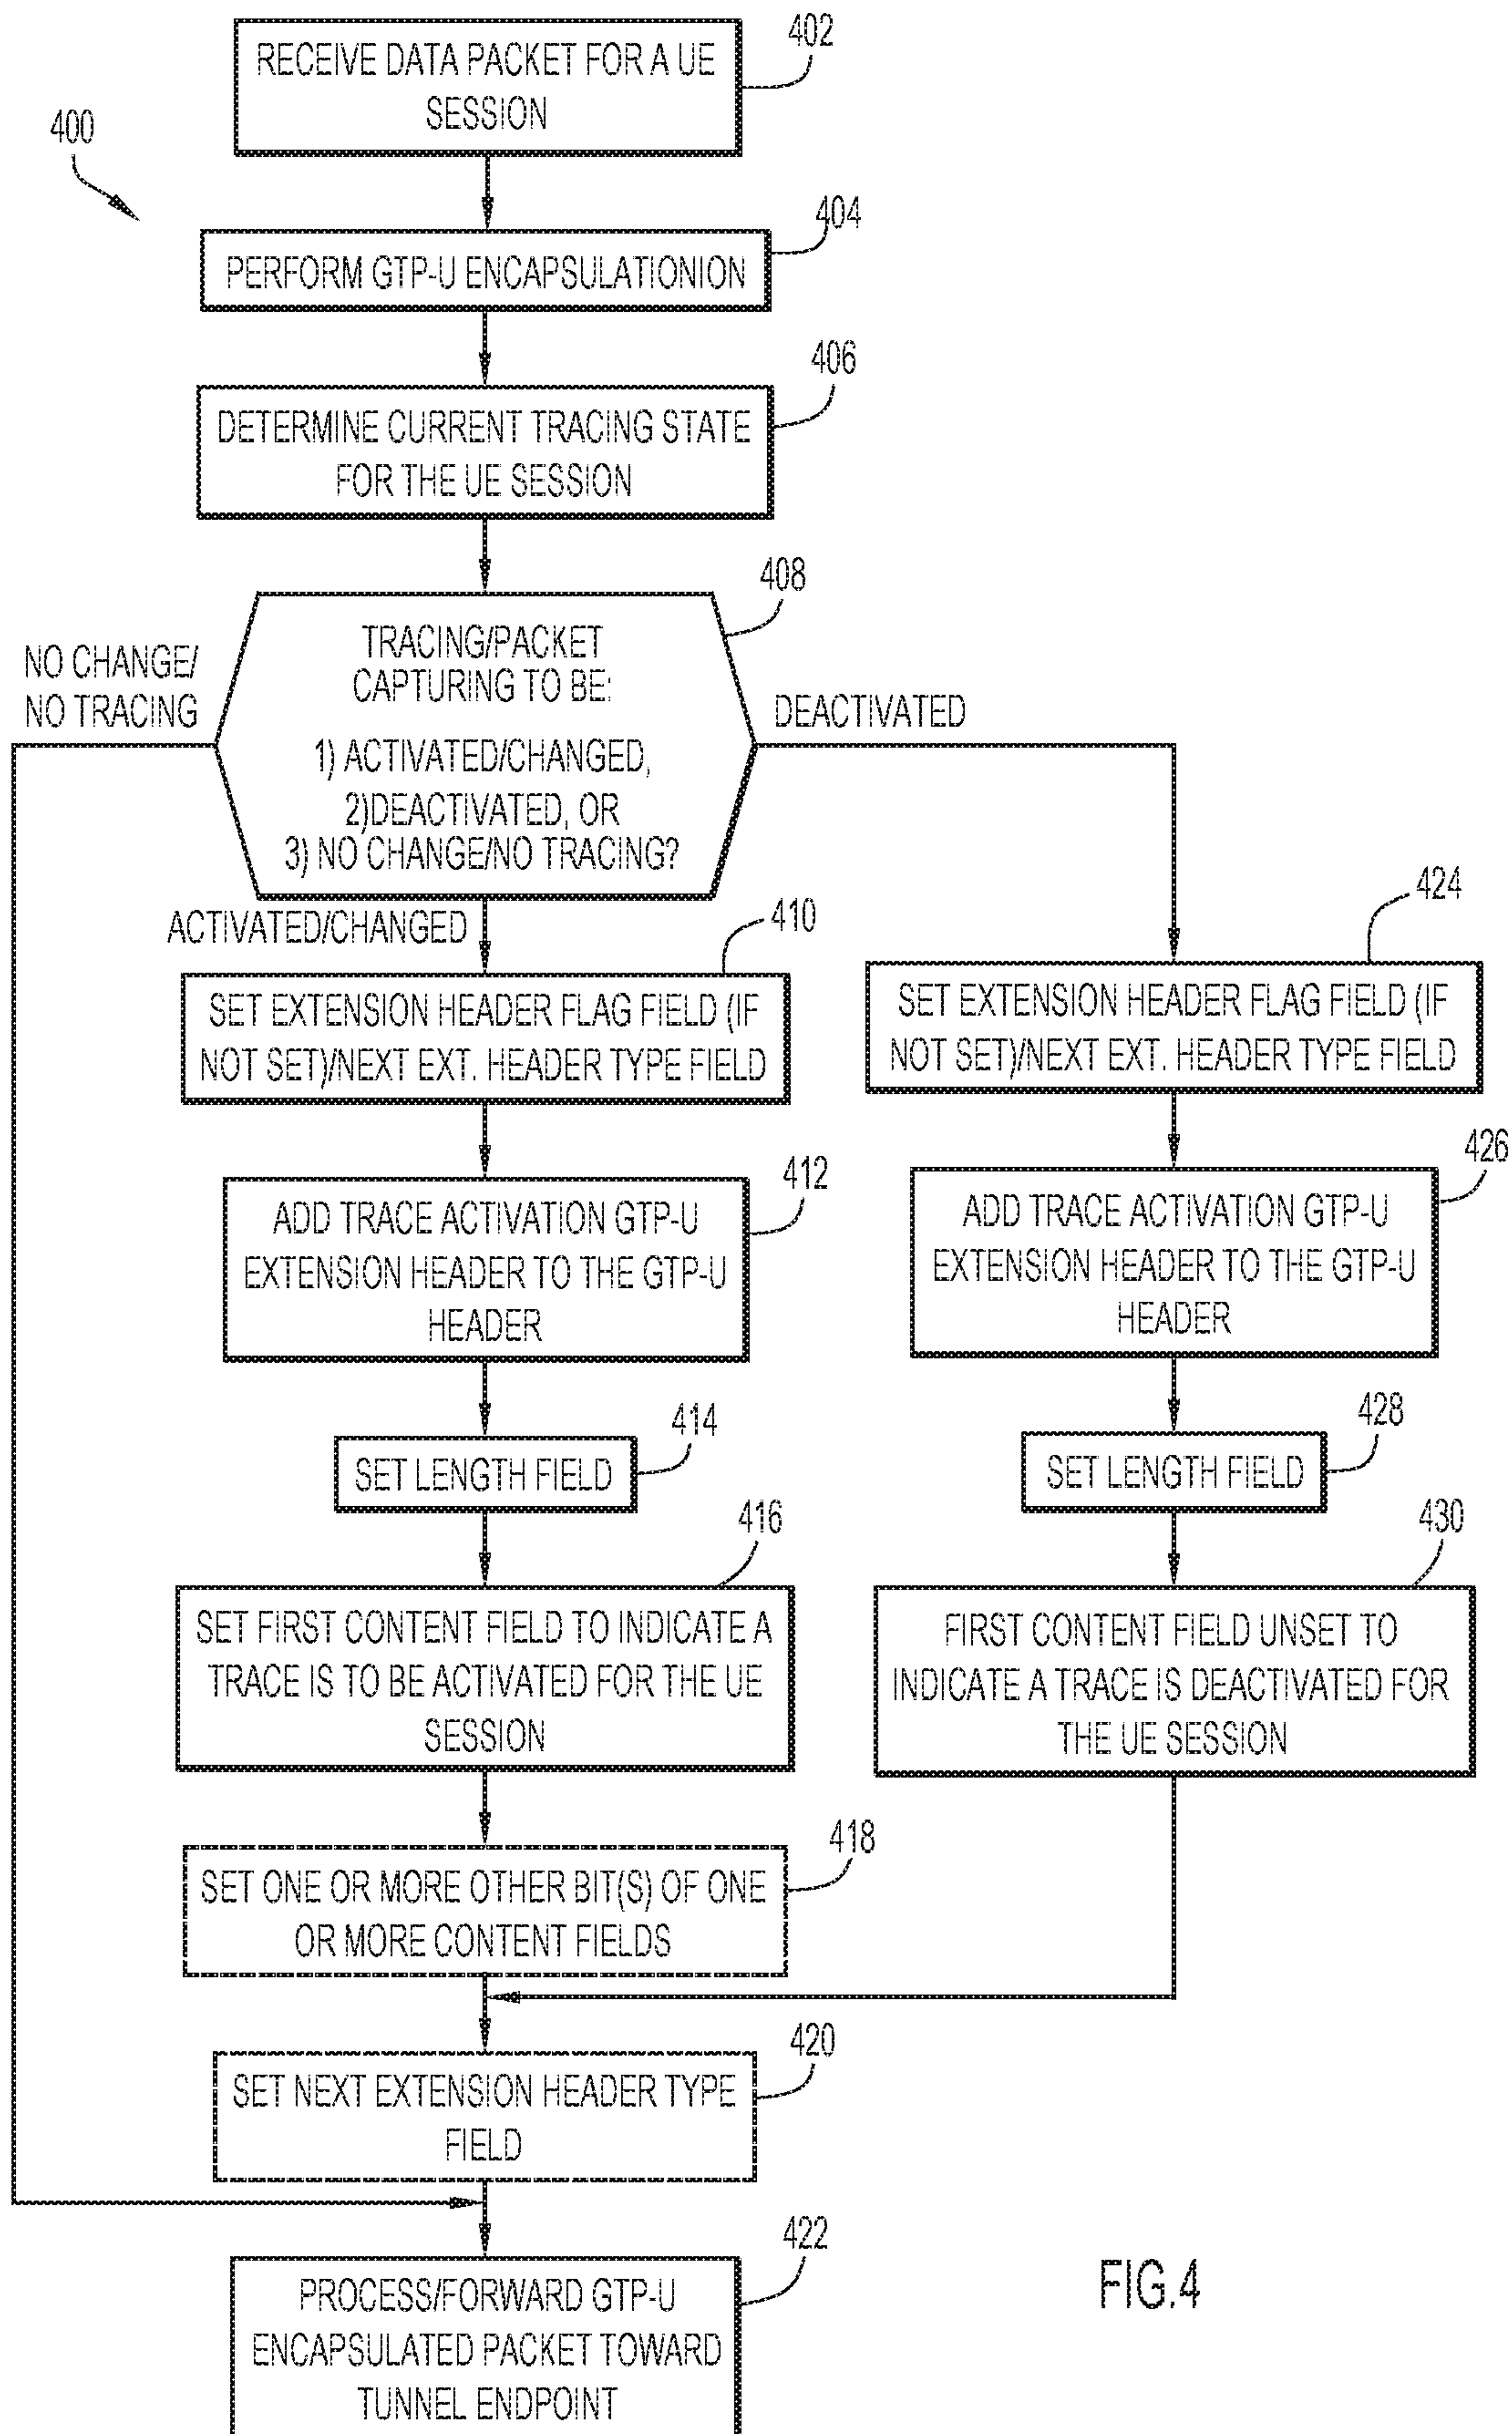 402
RECEIVE DATA PACKET FOR A UE
SESSION
400
404
PERFORM GTP-U ENCAPSULATIONION
406
DETERMINE CURRENT TRACING STATE
FOR THE UE SESSION
408
TRACING/PACKET
CAPTURING TO BE:
1) ACTIVATED/CHANGED,
2)DEACTIVATED, OR
3) NO CHANGE/NO TRACING?
NO CHANGE/
NO TRACING
DEACTIVATED
ACTIVATED/CHANGED
410
SET EXTENSION HEADER FLAG FIELD (IF
NOT SET)/NEXT EXT. HEADER TYPE FIELD
424
SET EXTENSION HEADER FLAG FIELD (IF
NOT SET)/NEXT EXT. HEADER TYPE FIELD
412
ADD TRACE ACTIVATION GTP-U
EXTENSION HEADER TO THE GTP-U
HEADER
426
ADD TRACE ACTIVATION GTP-U
EXTENSION HEADER TO THE GTP-U
HEADER
414
SET LENGTH FIELD
428
SET LENGTH FIELD
416
SET FIRST CONTENT FIELD TO INDICATE A
TRACE IS TO BE ACTIVATED FOR THE UE
SESSION
430
FIRST CONTENT FIELD UNSET TO
INDICATE A TRACE IS DEACTIVATED FOR
THE UE SESSION
418
SET ONE OR MORE OTHER BIT(S) OF ONE
OR MORE CONTENT FIELDS
420
SET NEXT EXTENSION HEADER TYPE
FIELD
422
PROCESS/FORWARD GTP-U
ENCAPSULATED PACKET TOWARD
TUNNEL ENDPOINT
FIG.4